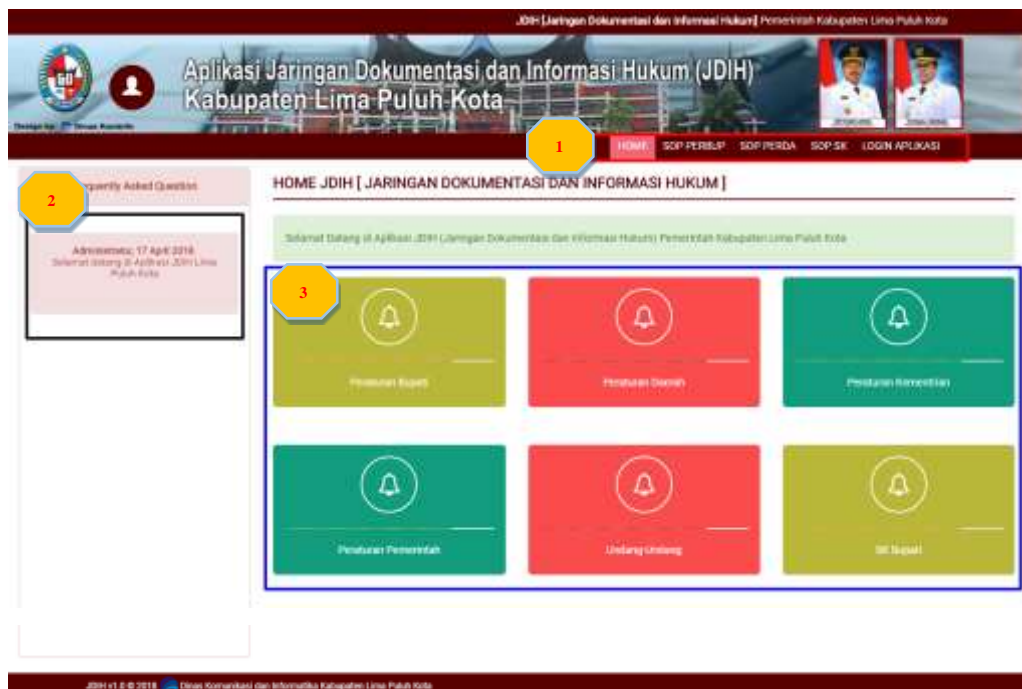 JDIH [Jaringan Dokumentasi dan Informasi Hukum] Pemerintah Kabupaten Lima Puluh Kota
Aplikasi Jaringan Dokumentasi dan Informasi Hukum (JDIH)
Kabupaten Lima Puluh Kota
1
HOME SOP PERBUP SOP PERDA SOP SK LOGIN APLIKASI
2
Asked Question
HOME JDIH [ JARINGAN DOKUMENTASI DAN INFORMASI HUKUM ]
Selamat Datang di Aplikasi JDIH (Jaringan Dokumentasi dan Informasi Hukum) Pemerintah Kabupaten Lima Puluh Kota
17 April 2018
Selamat datang di Aplikasi JDIH Lima
Puluh Kota
3
Peraturan Bupati
Peraturan Daerah
Peraturan Kementrian
Peraturan Pemerintah
Undang-Undang
SK Bupati
JDIH v1.0 © 2018 Dinas Komunikasi dan Informatika Kabupaten Lima Puluh Kota